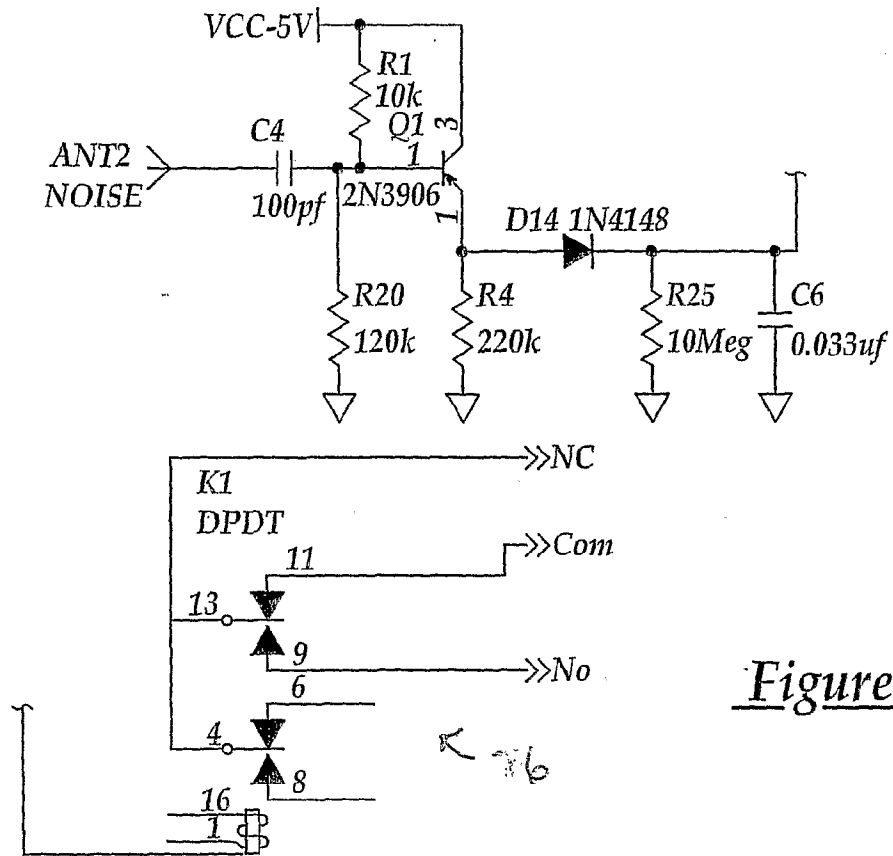 VCC-5V
R1
10k
Q1
3
C4
1
ANT2
NOISE
100pf
2N3906
1
D14 1N4148
R20
120k
R4
220k
R25
10Meg
C6
0.033uf
NC
K1
DPDT
Com
11
13
9
No
6
Figure
4
8
16
1